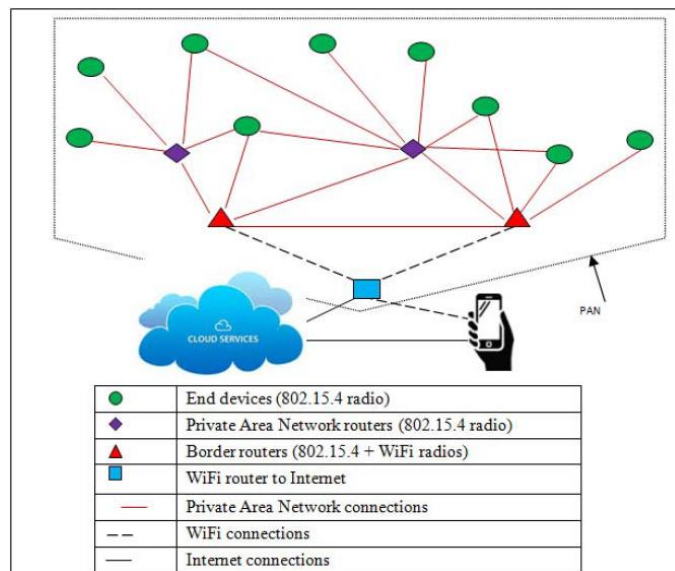 PAN
CLOUD SERVICES
End devices (802.15.4 radio)
Private Area Network routers (802.15.4 radio)
Border routers (802.15.4 + WiFi radios)
WiFi router to Internet
Private Area Network connections
WiFi connections
Internet connections